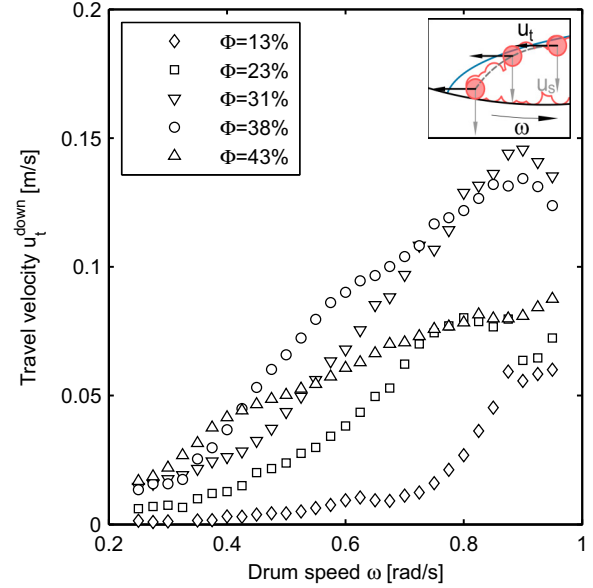 0.2
0.15
0.1
0.05
0
0.2
0.4
0.6
0.8
1
Travel velocity u_t^down [m/s]
Drum speed ω [rad/s]
Φ=13%
Φ=23%
Φ=31%
Φ=38%
Φ=43%
u_t
u_s
ω